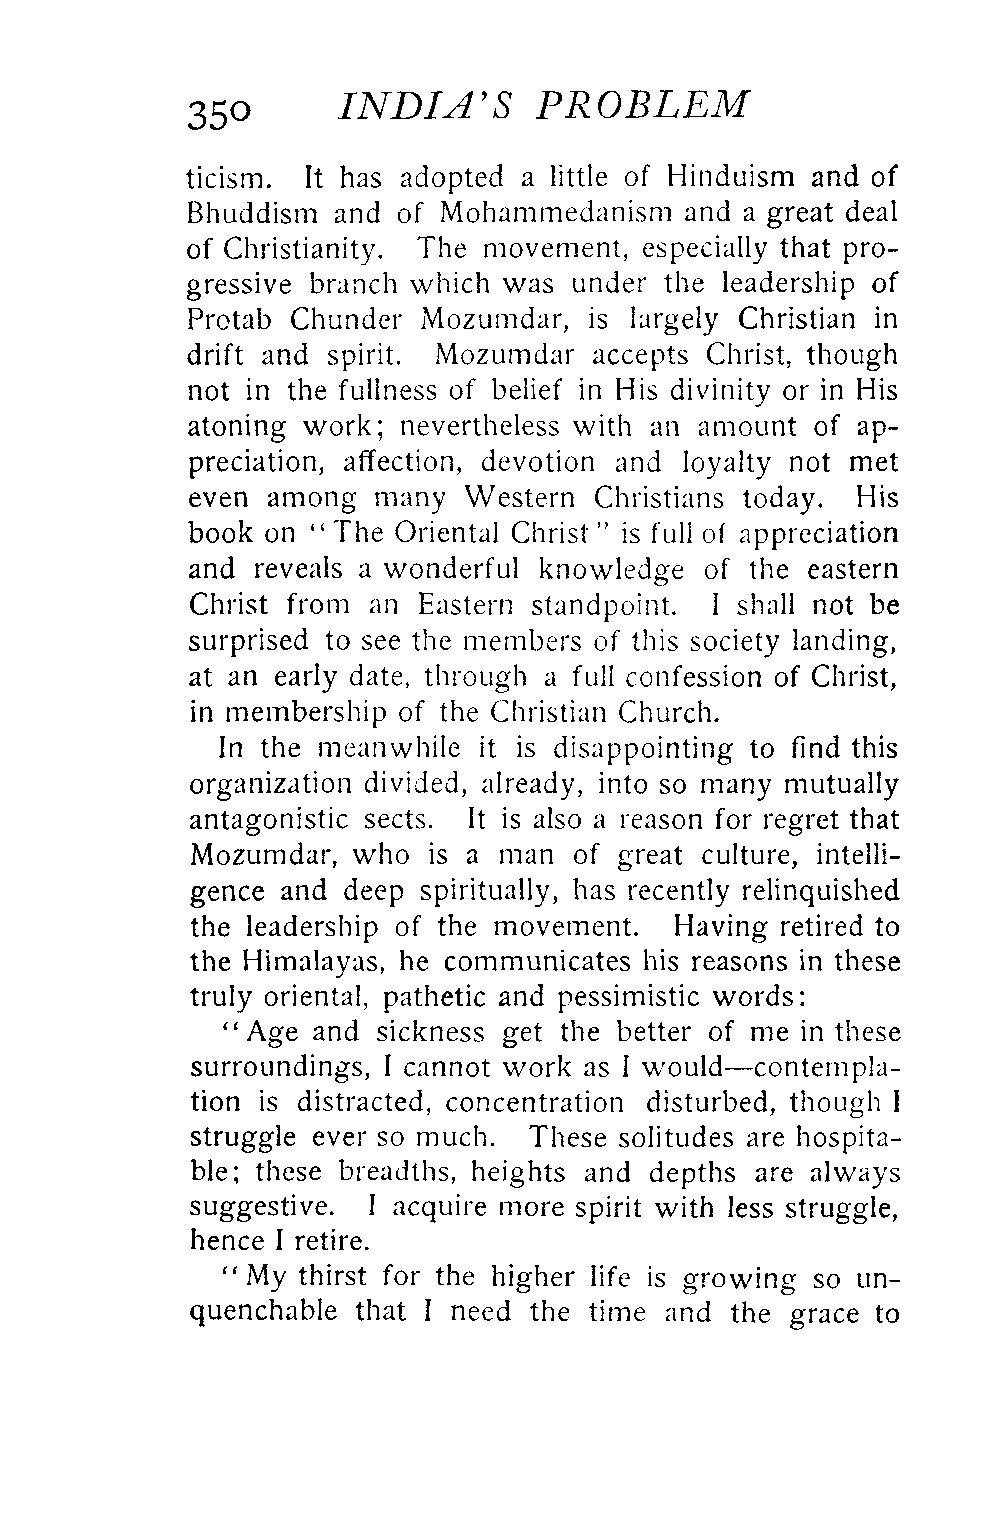 350 INDIA'S PROBLEM
ticism. It has adopted a little of Hinduism and of
Bhuddism and of Mohammedanism and a great deal
of Christianity. The movement, especially that pro-
gressive branch which was under the leadership of
Protab Chunder Mozumdar, is largely Christian in
drift and spirit. Mozumdar accepts Christ, though
not in the fullness of belief in His divinity or in His
atoning work; nevertheless with an amount of ap-
preciation, affection, devotion and loyalty not met
even among many Western Christians today. His
book on “The Oriental Christ” is full of appreciation
and reveals a wonderful knowledge of the eastern
Christ from an Eastern standpoint. I shall not be
surprised to see the members of this society landing,
at an early date, through a full confession of Christ,
in membership of the Christian Church.
In the meanwhile it is disappointing to find this
organization divided, already, into so many mutually
antagonistic sects. It is also a reason for regret that
Mozumdar, who is a man of great culture, intelli-
gence and deep spiritually, has recently relinquished
the leadership of the movement. Having retired to
the Himalayas, he communicates his reasons in these
truly oriental, pathetic and pessimistic words:
“Age and sickness get the better of me in these
surroundings, I cannot work as I would—contempla-
tion is distracted, concentration disturbed, though I
struggle ever so much. These solitudes are hospita-
ble; these breadths, heights and depths are always
suggestive. I acquire more spirit with less struggle,
hence I retire.
“My thirst for the higher life is growing so un-
quenchable that I need the time and the grace to